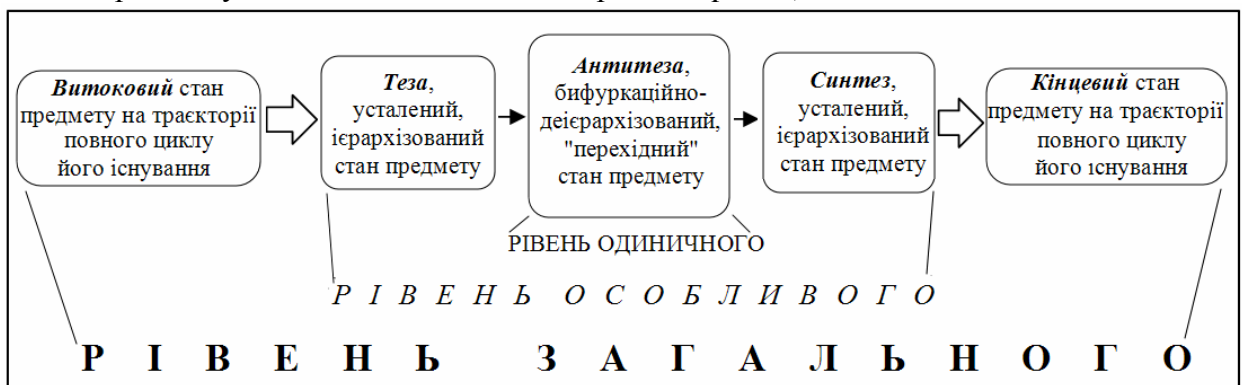 Витоковий стан
предмету на траєкторії
повного циклу
його існування
Теза,
усталений,
ієрархізований
стан предмету
Антитеза,
бифуркаційно-
деієрархізований,
"перехідний"
стан предмету
Синтез,
усталений,
ієрархізований
стан предмету
Кінцевий стан
предмету на траєкторії
повного циклу
його існування
РІВЕНЬ ОДИНИЧНОГО
Р І В Е Н Ь О С О Б Л И В О Г О
Р І В Е Н Ь З А Г А Л Ь Н О Г О